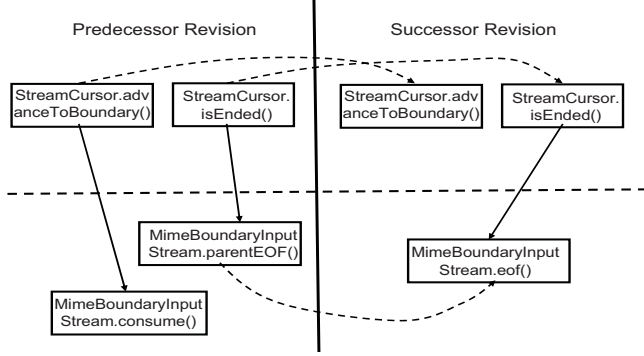 Predecessor Revision
Successor Revision
StreamCursor.adv
anceToBoundary()
StreamCursor.
isEnded()
StreamCursor.adv
anceToBoundary()
StreamCursor.
isEnded()
MimeBoundaryInput
Stream.parentEOF()
MimeBoundaryInput
Stream.eof()
MimeBoundaryInput
Stream.consume()